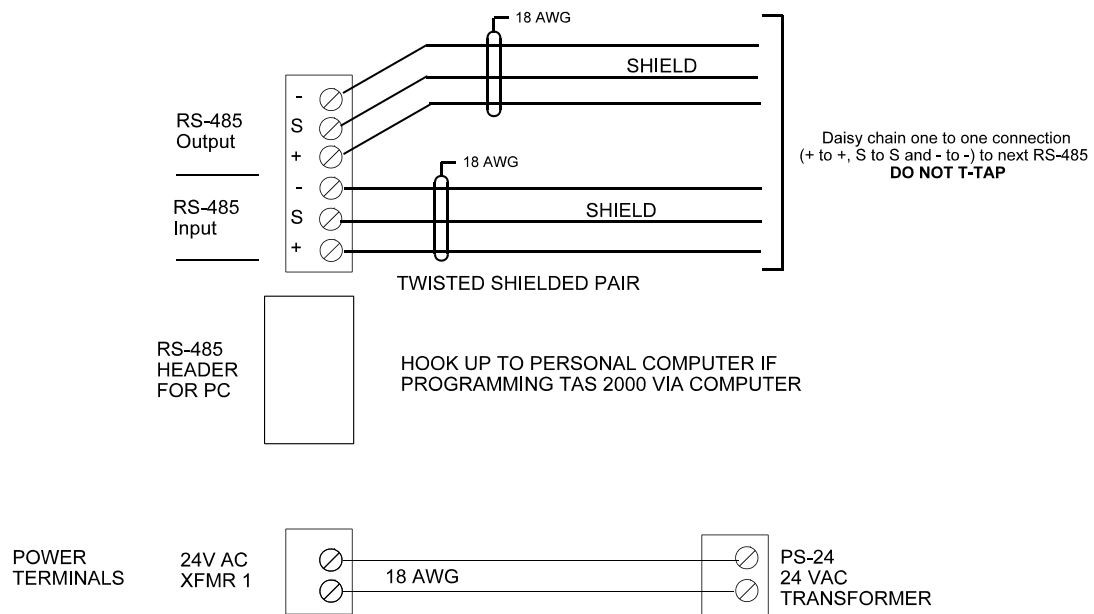 18 AWG
SHIELD
-
S
+
RS-485
Output
Daisy chain one to one connection
(+ to +, S to S and - to -) to next RS-485
DO NOT T-TAP
18 AWG
-
S
+
RS-485
Input
SHIELD
TWISTED SHIELDED PAIR
RS-485
HEADER
FOR PC
HOOK UP TO PERSONAL COMPUTER IF
PROGRAMMING TAS 2000 VIA COMPUTER
POWER
TERMINALS
24V AC
XFMR 1
18 AWG
PS-24
24 VAC
TRANSFORMER